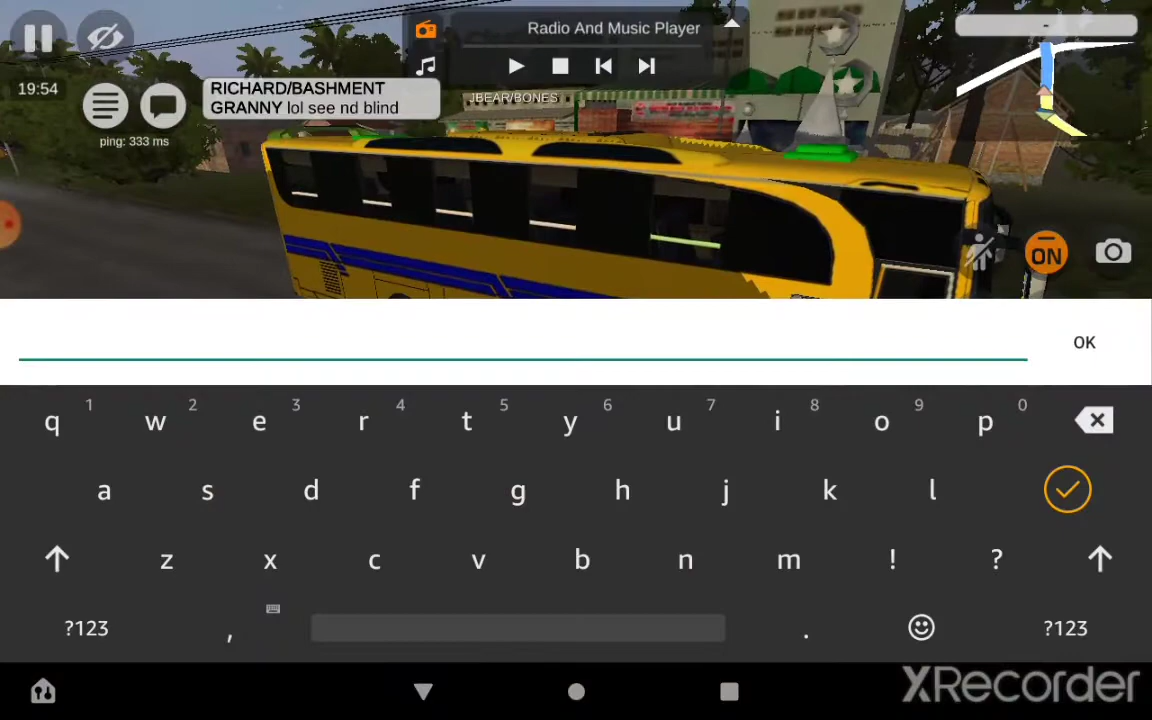 Radio And Music Player
-
19:54
RICHARD/BASHMENT
GRANNY lol see nd blind
JBEAR/BONES
ping: 333 ms
ON
OK
1 2 3 4 5 6 7 8 9 0
q w e r t y u i o p
a s d f g h j k l
z x c v b n m ! ?
?123 , . ?123
XRecorder